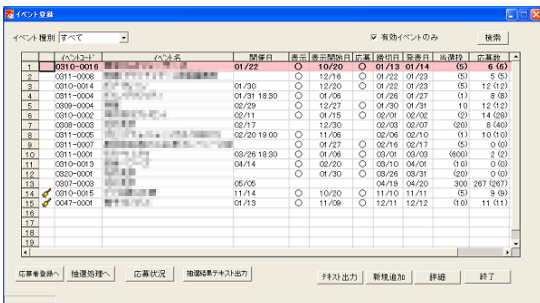 イベント登録
イベント種別 すべて 有効イベントのみ 検索
イベントコード イベント名 開催日 表示 表示開始日 応募 締切日 発表日 当選枠 応募数
1 0310-0016 01/22 ○ 10/20 ○ 01/13 01/14 (5) 6 (6)
2 0311-0008 ○ 12/16 ○ 01/22 01/23 (5) 5 (5)
3 0310-0014 01/30 ○ 12/20 ○ 01/22 01/23 (5) 12 (12)
4 0311-0004 01/31 18:30 ○ 01/06 01/26 01/27 (1) 8 (8)
5 0309-0004 02/29 ○ 12/27 ○ 01/30 01/31 10 12 (12)
6 0310-0002 02/11 ○ 01/15 ○ 02/01 02/02 (2) 14 (28)
7 0308-0003 02/17 12/30 02/03 02/07 (20) 8 (40)
8 0311-0005 02/20 19:00 ○ 11/06 02/06 02/10 (1) 10 (10)
9 0311-0007 ○ 01/27 ○ 02/16 02/17 (5) 0 (0)
10 0311-0001 03/26 18:30 ○ 01/06 ○ 03/01 03/03 (600) 2 (2)
11 0310-0013 04/14 ○ 02/20 ○ 03/10 04/01 (10) 0 (0)
12 0320-0001 ○ 01/30 ○ 03/26 03/31 (20) 0 (0)
13 0307-0003 05/05 04/19 04/20 300 267 (267)
14 0310-0015 11/14 ○ 10/20 ○ 11/10 11/11 (5) 9 (9)
15 0047-0001 01/13 ○ 11/09 ○ 12/11 12/12 (10) 11 (11)
16
17
18
19
応募者登録へ 抽選処理へ 応募状況 抽選結果テキスト出力 テキスト出力 新規追加 詳細 終了